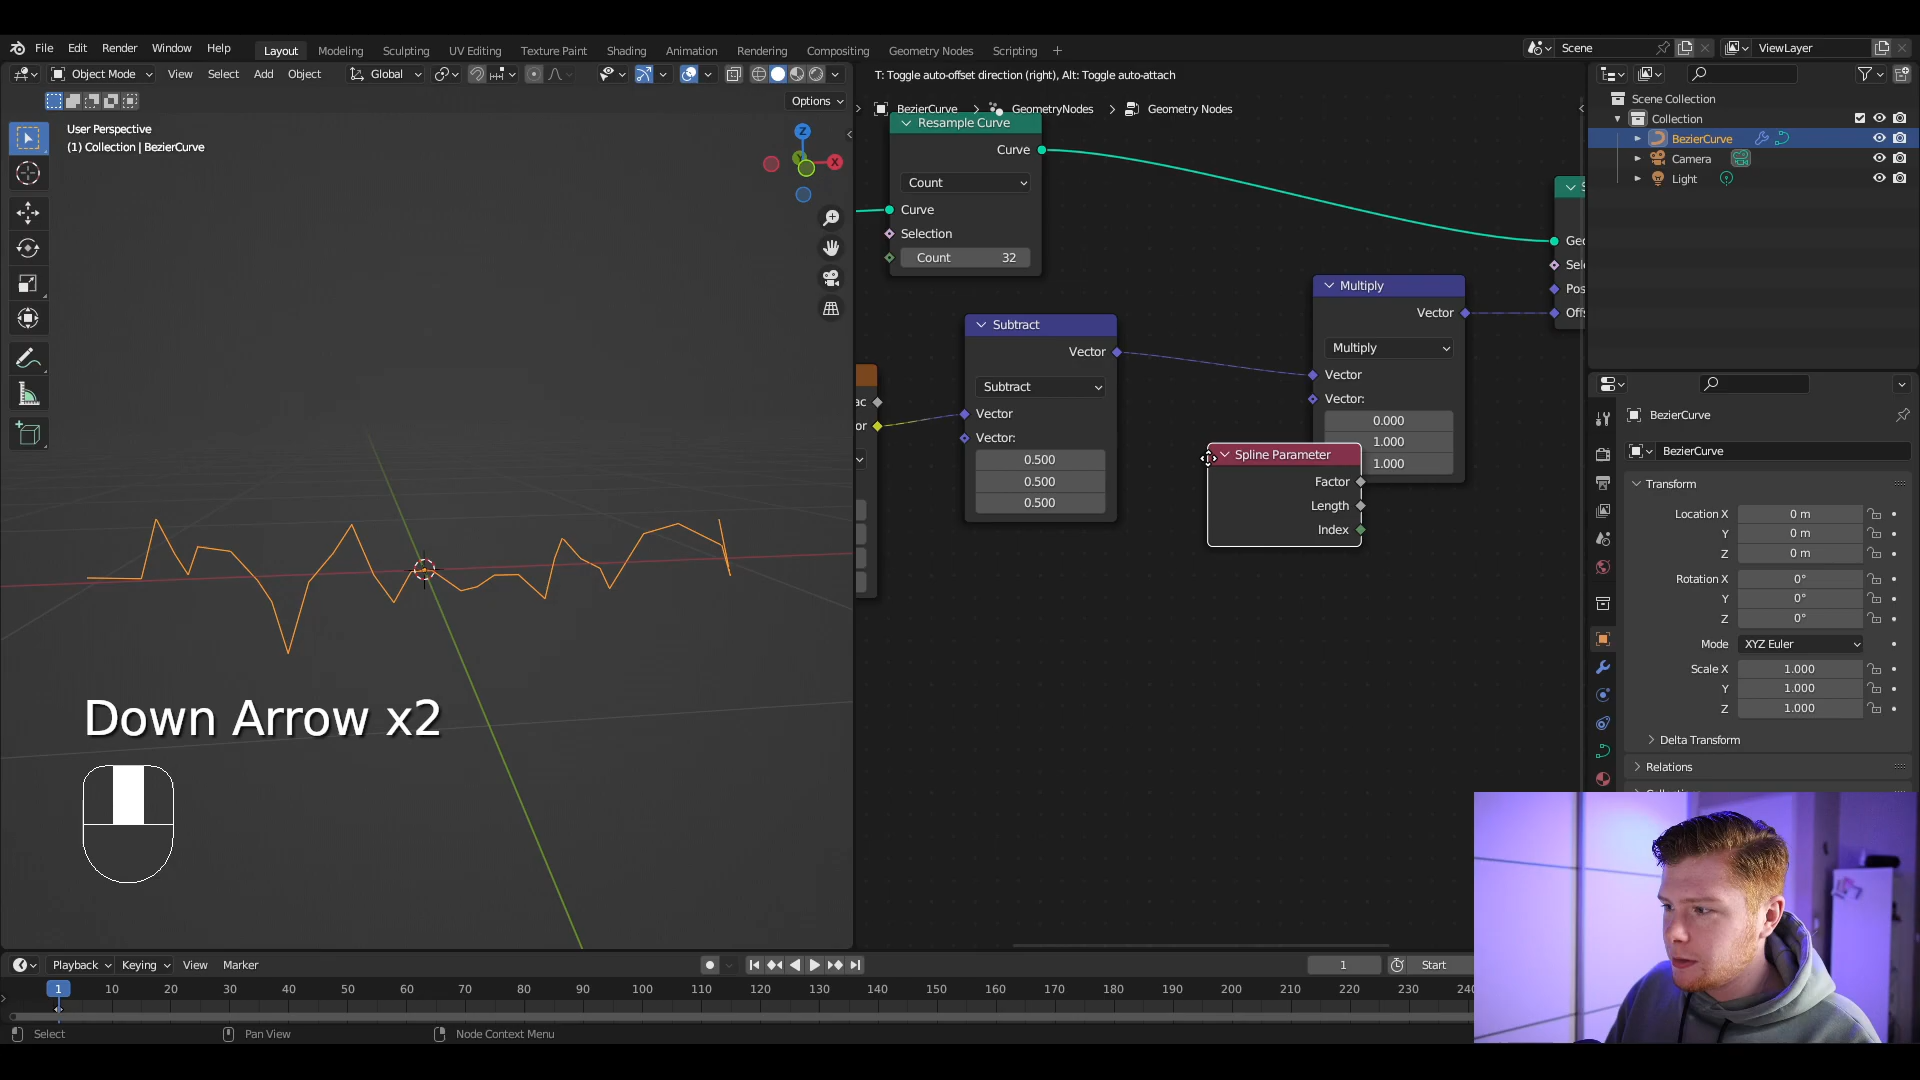 File Edit Render Window Help Layout Modeling Sculpting UV Editing Texture Paint Shading Animation Rendering Compositing Geometry Nodes Scripting + Scene ViewLayer
Object Mode View Select Add Object Global T: Toggle auto-offset direction (right), Alt: Toggle auto-attach
Options
BezierCurve GeometryNodes Geometry Nodes
Scene Collection
Collection
BezierCurve
Camera
Light
User Perspective
(1) Collection | BezierCurve
Z
X
Resample Curve
Curve
Count
Curve
Selection
Count 32
Multiply
Vector
Multiply
Vector
Vector:
0.000
1.000
1.000
Subtract
Vector
Subtract
Vector
Vector:
0.500
0.500
0.500
Spline Parameter
Factor
Length
Index
S
Geo
Sele
Pos
Offs
ac
or
BezierCurve
BezierCurve
Transform
Location X 0 m
Y 0 m
Z 0 m
Rotation X 0°
Y 0°
Z 0°
Mode XYZ Euler
Scale X 1.000
Y 1.000
Z 1.000
Delta Transform
Relations
Down Arrow x2
Playback Keying View Marker 1 Start
1 10 20 30 40 50 60 70 80 90 100 110 120 130 140 150 160 170 180 190 200 210 220 230 240
Select Pan View Node Context Menu